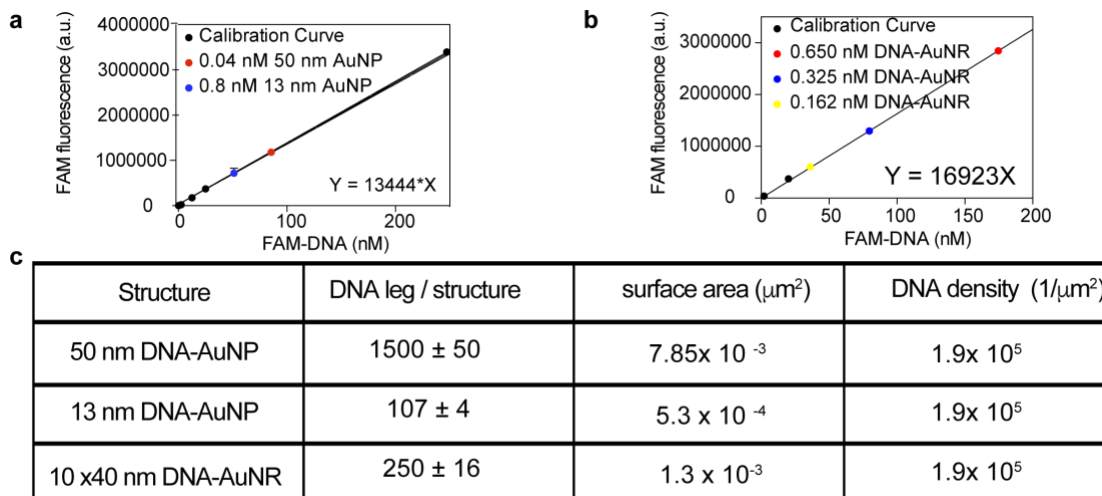 a
4000000
3000000
2000000
1000000
0
FAM fluorescence (a.u.)
Calibration Curve
0.04 nM 50 nm AuNP
0.8 nM 13 nm AuNP
Y = 13444*X
0 100 200
FAM-DNA (nM)
b
3000000
2000000
1000000
0
FAM fluorescence (a.u.)
Calibration Curve
0.650 nM DNA-AuNR
0.325 nM DNA-AuNR
0.162 nM DNA-AuNR
Y = 16923X
0 50 100 150 200
FAM-DNA (nM)
c
Structure DNA leg / structure surface area (μm²) DNA density (1/μm²)
50 nm DNA-AuNP 1500 ± 50 7.85x 10 ⁻³ 1.9x 10⁵
13 nm DNA-AuNP 107 ± 4 5.3 x 10 ⁻⁴ 1.9x 10⁵
10 x40 nm DNA-AuNR 250 ± 16 1.3 x 10⁻³ 1.9x 10⁵